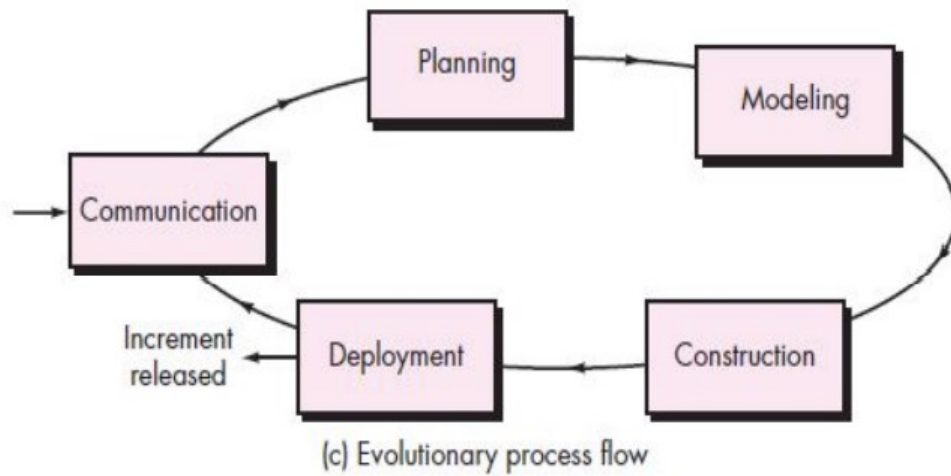 Planning
Modeling
Communication
Increment
released
Deployment
Construction
(c) Evolutionary process flow